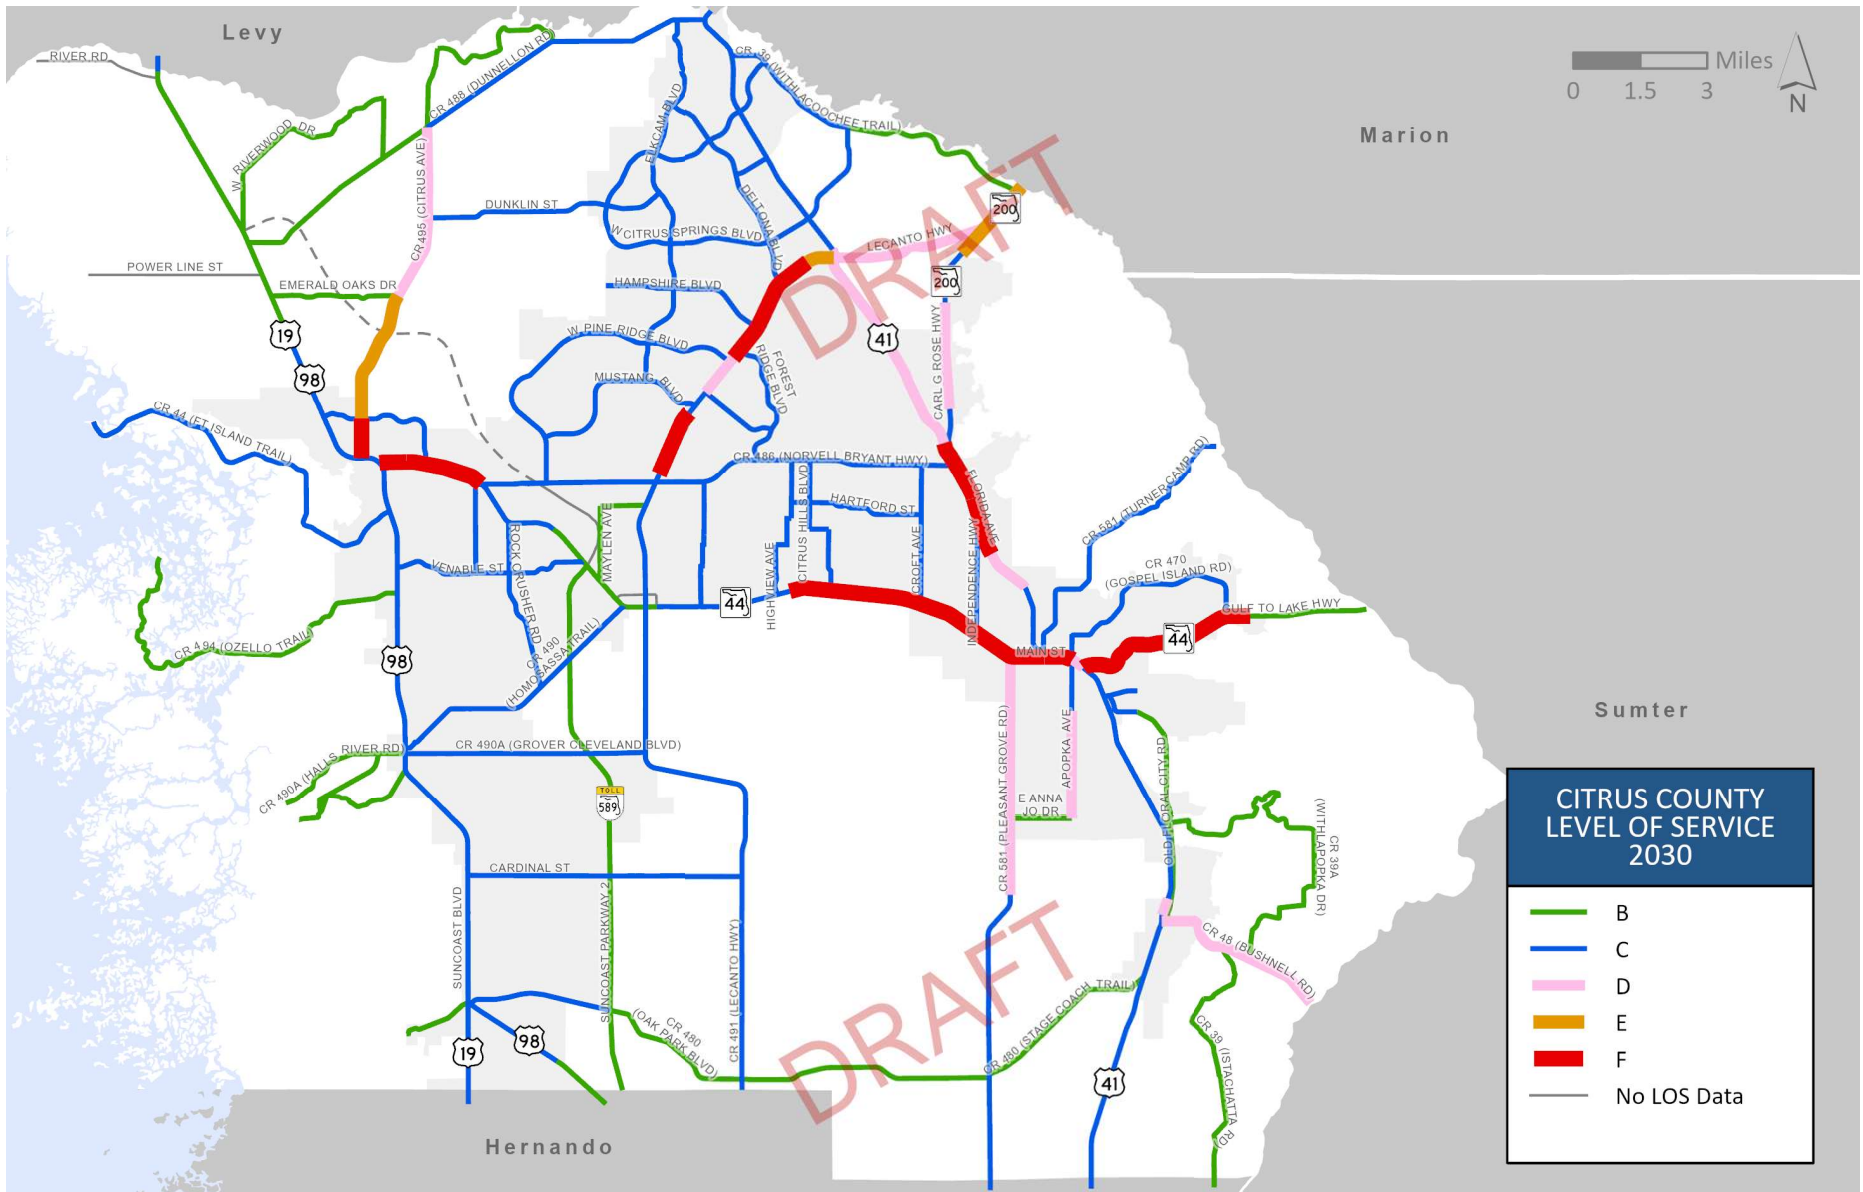 Levy
RIVER RD
CR 488 (DUNNELLON RD)
CR 39 (WITHLACOOCHEE TRAIL)
Miles
0 1.5 3
N
Marion
W RIVERWOOD DR
ELKCAM BLVD
CR 495 (CITRUS AVE)
DUNKLIN ST
DELTONA BLVD
200
W CITRUS SPRINGS BLVD
LECANTO HWY
DRAFT
POWER LINE ST
EMERALD OAKS DR
HAMPSHIRE BLVD
200
19
W PINE RIDGE BLVD
41
CARL G ROSE HWY
98
MUSTANG BLVD
FOREST
RIDGE BLVD
CR 44 (FT ISLAND TRAIL)
CR 486 (NORVELL BRYANT HWY)
FLORIDA AVE
CR 581 (TURNER CAMP RD)
CITRUS HILLS BLVD
HARTFORD ST
MAYLEN AVE
ROCK CRUSHER RD
VENABLE ST
HIGHVIEW AVE
CROFT AVE
INDEPENDENCE HWY
CR 470
(GOSPEL ISLAND RD)
44
GULF TO LAKE HWY
CR 494 (OZELLO TRAIL)
CR 490
(HOMOSASSA TRAIL)
98
MAIN ST
44
Sumter
CR 490A (HALLS RIVER RD)
CR 490A (GROVER CLEVELAND BLVD)
CR 581 (PLEASANT GROVE RD)
APOPKA AVE
OLD FLORAL CITY RD
TOLL
589
E ANNA
JO DR
CR 39A
(WITHLAPOPKA DR)
CITRUS COUNTY
LEVEL OF SERVICE
2030
CARDINAL ST
SUNCOAST BLVD
SUNCOAST PARKWAY 2
CR 491 (LECANTO HWY)
B
C
D
E
F
No LOS Data
CR 48 (BUSHNELL RD)
DRAFT
CR 480
(OAK PARK BLVD)
CR 480 (STAGE COACH TRAIL)
CR 39 (ISTACHATTA RD)
19
98
41
Hernando